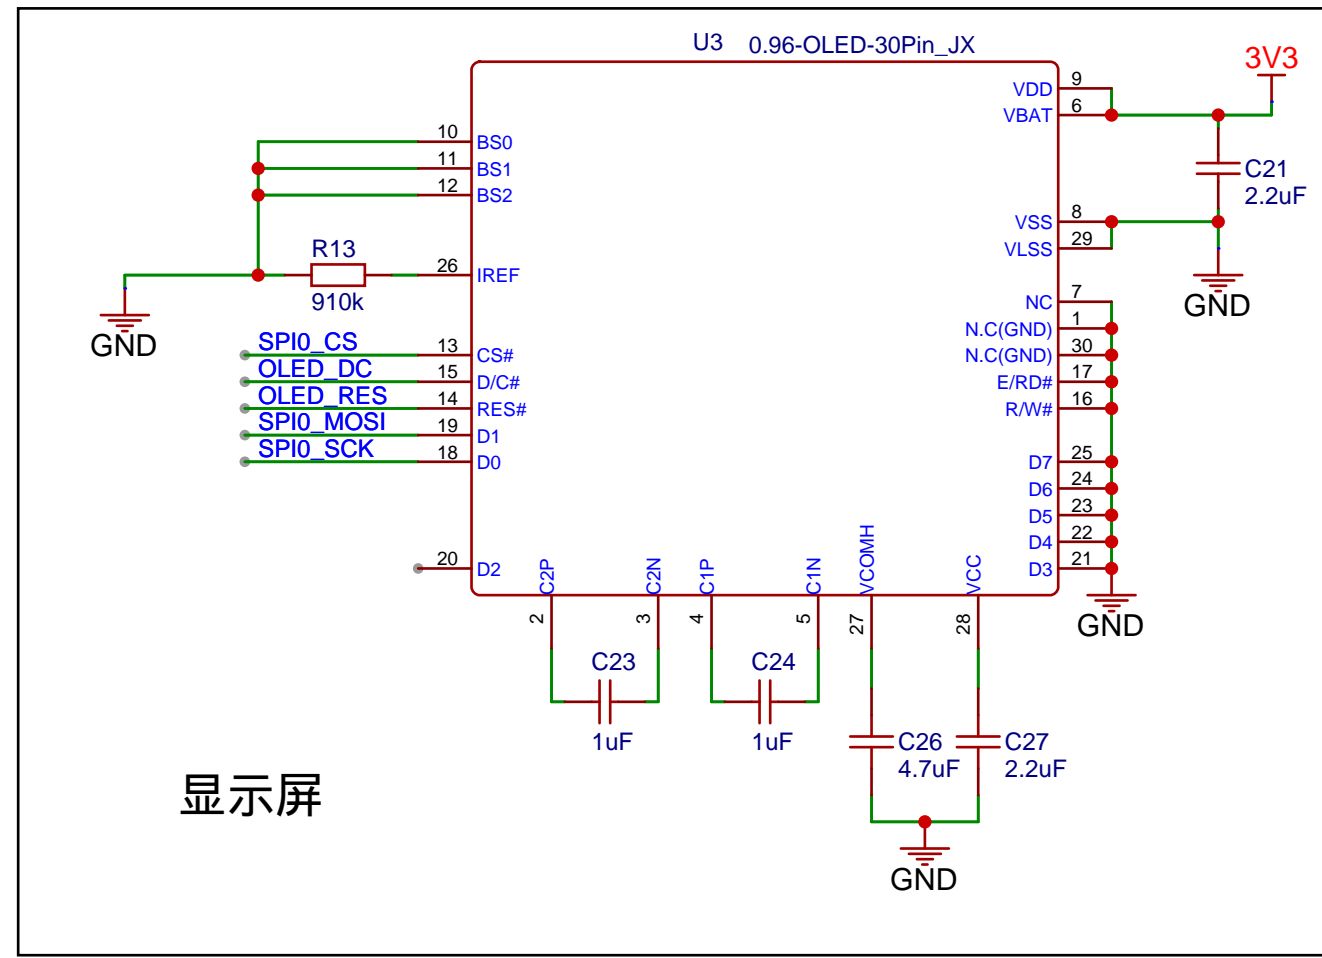 U3 0.96-OLED-30Pin_JX
3V3
9 VDD
6 VBAT
10 BS0
11 BS1
12 BS2
C21
2.2uF
8 VSS
29 VLSS
GND
R13
910k
26 IREF
GND
7 NC
1 N.C(GND)
30 N.C(GND)
17 E/RD#
16 R/W#
SPI0_CS 13 CS#
OLED_DC 15 D/C#
OLED_RES 14 RES#
SPI0_MOSI 19 D1
SPI0_SCK 18 D0
25 D7
24 D6
23 D5
22 D4
21 D3
GND
20 D2
C2P 2
C2N 3
C1P 4
C1N 5
VCOMH 27
VCC 28
C23
1uF
C24
1uF
C26
4.7uF
C27
2.2uF
GND
显示屏